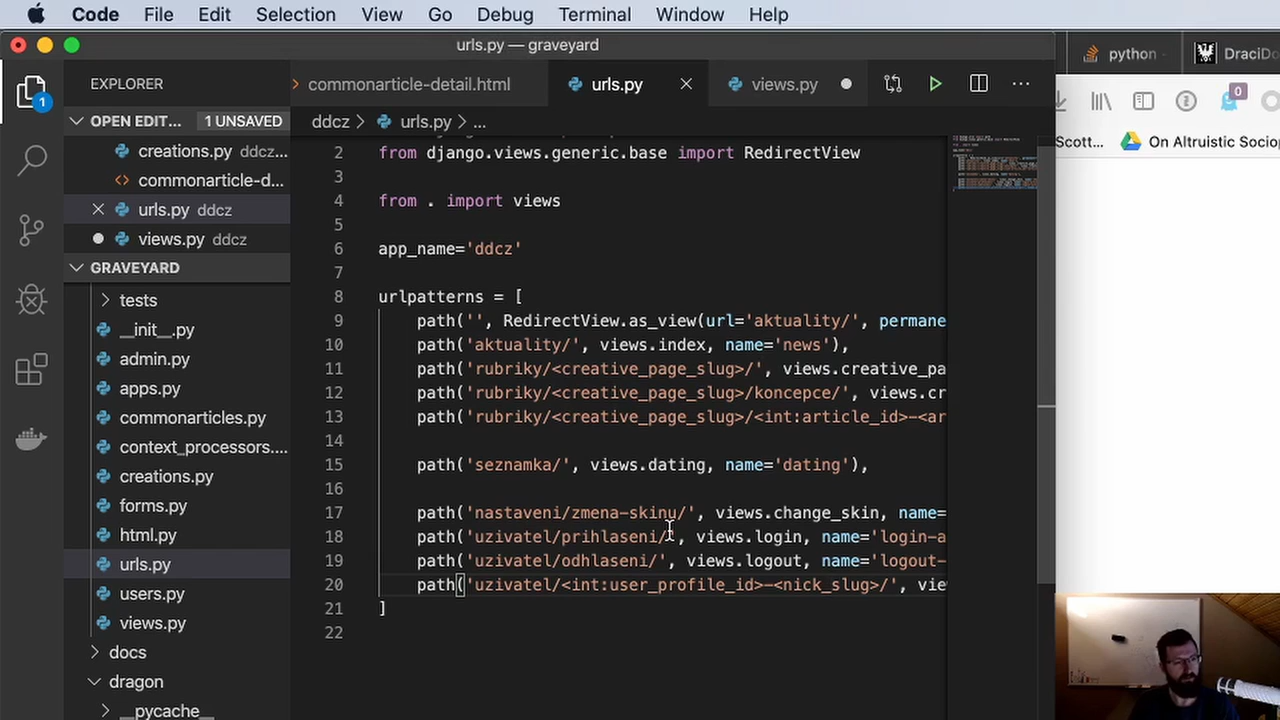 Code File Edit Selection View Go Debug Terminal Window Help
urls.py — graveyard
python
DraciDo
EXPLORER
commonarticle-detail.html
urls.py
views.py
0
1
OPEN EDIT... 1 UNSAVED
ddcz > urls.py > ...
Scott...
On Altruistic Sociop
creations.py ddcz...
commonarticle-d...
urls.py ddcz
views.py ddcz
GRAVEYARD
tests
__init__.py
admin.py
apps.py
commonarticles.py
context_processors....
creations.py
forms.py
html.py
urls.py
users.py
views.py
docs
dragon
__pycache__
2 from django.views.generic.base import RedirectView
3
4 from . import views
5
6 app_name='ddcz'
7
8 urlpatterns = [
9 path('', RedirectView.as_view(url='aktuality/', permane
10 path('aktuality/', views.index, name='news'),
11 path('rubriky/<creative_page_slug>/', views.creative_pa
12 path('rubriky/<creative_page_slug>/koncepce/', views.cr
13 path('rubriky/<creative_page_slug>/<int:article_id>-<ar
14
15 path('seznamka/', views.dating, name='dating'),
16
17 path('nastaveni/zmena-skinu/', views.change_skin, name=
18 path('uzivatel/prihlaseni/', views.login, name='login-a
19 path('uzivatel/odhlaseni/', views.logout, name='logout-
20 path('uzivatel/<int:user_profile_id>-<nick_slug>/', vie
21 ]
22